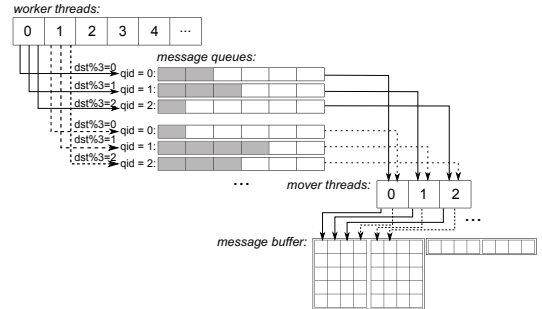 worker threads:
0 1 2 3 4 ...
message queues:
dst%3=0 qid = 0:
dst%3=1 qid = 1:
dst%3=2 qid = 2:
dst%3=0 qid = 0:
dst%3=1 qid = 1:
dst%3=2 qid = 2:
...
mover threads: 0 1 2
...
message buffer: